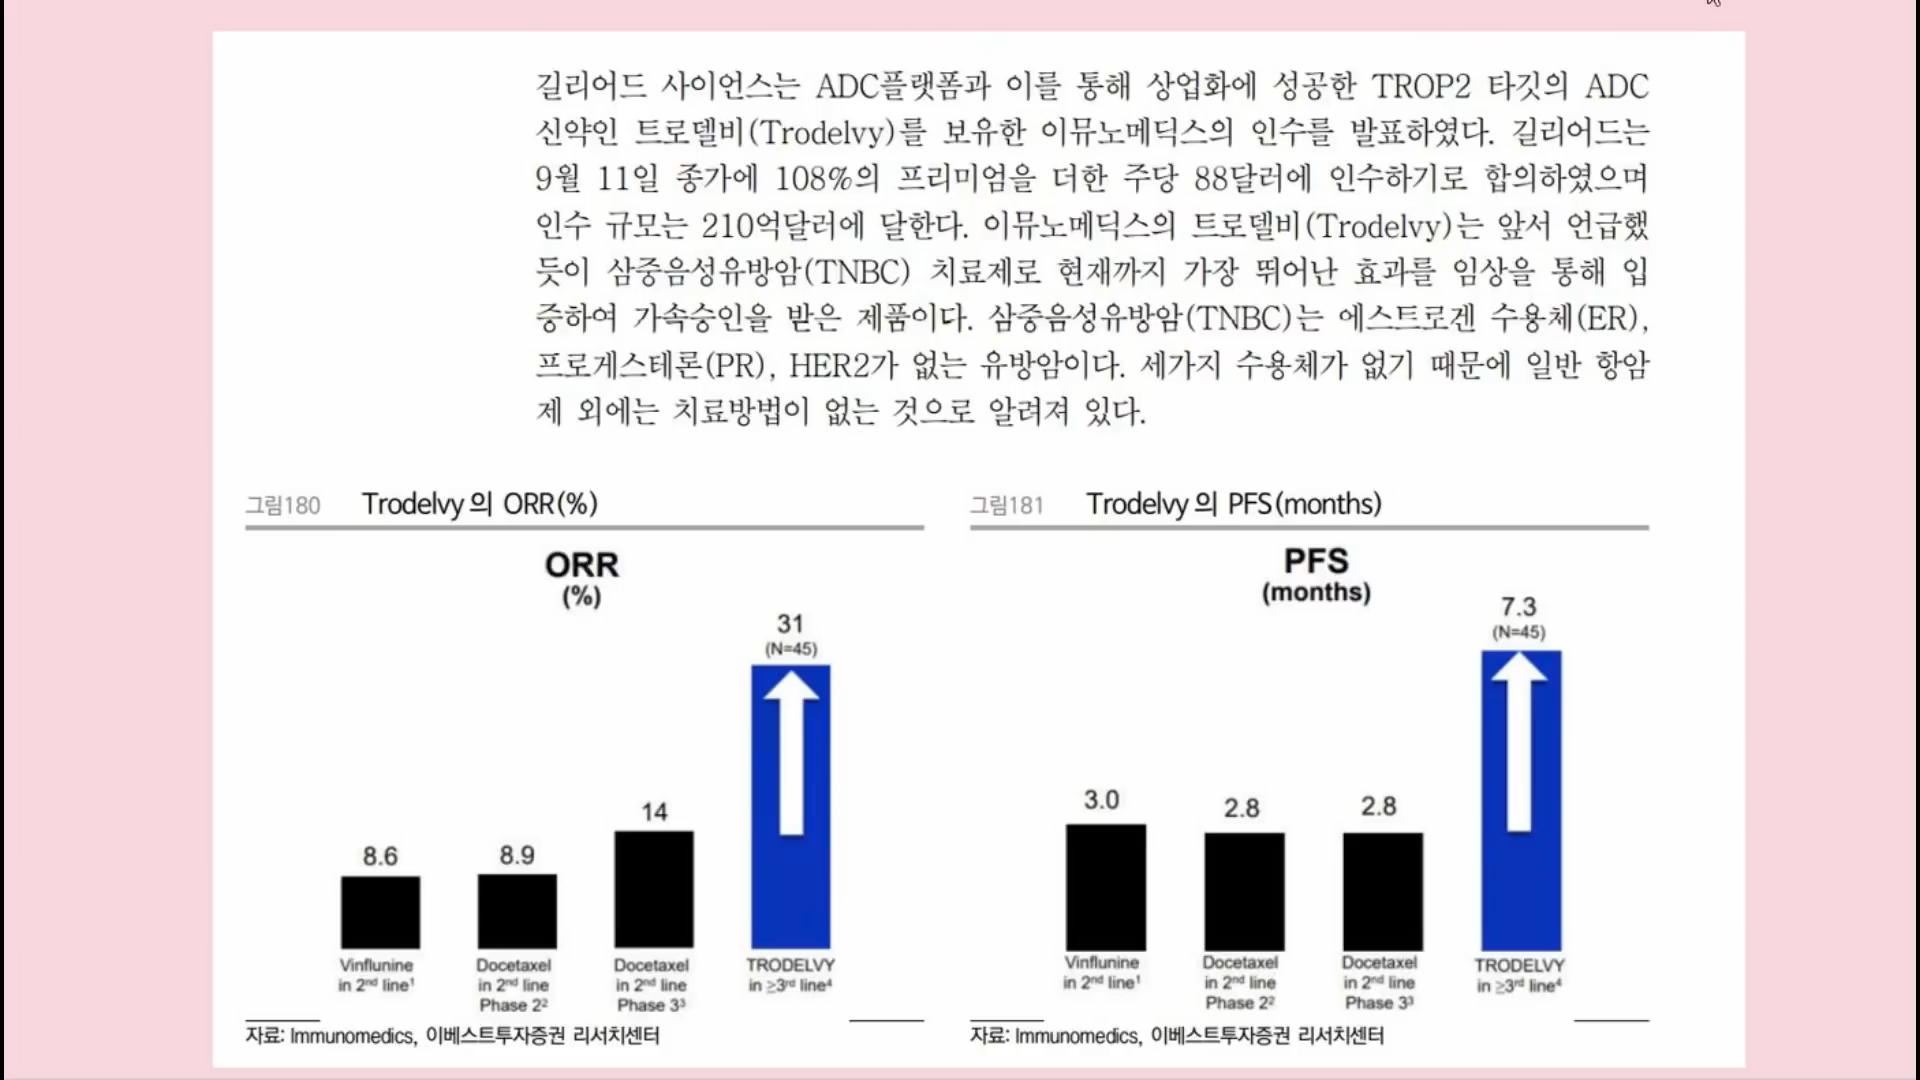 길리어드 사이언스는 ADC플랫폼과 이를 통해 상업화에 성공한 TROP2 타깃의 ADC
신약인 트로델비(Trodelvy)를 보유한 이뮤노메딕스의 인수를 발표하였다. 길리어드는
9월 11일 종가에 108%의 프리미엄을 더한 주당 88달러에 인수하기로 합의하였으며
인수 규모는 210억달러에 달한다. 이뮤노메딕스의 트로델비(Trodelvy)는 앞서 언급했
듯이 삼중음성유방암(TNBC) 치료제로 현재까지 가장 뛰어난 효과를 임상을 통해 입
증하여 가속승인을 받은 제품이다. 삼중음성유방암(TNBC)는 에스트로겐 수용체(ER),
프로게스테론(PR), HER2가 없는 유방암이다. 세가지 수용체가 없기 때문에 일반 항암
제 외에는 치료방법이 없는 것으로 알려져 있다.
그림180 Trodelvy의 ORR(%)
ORR
(%)
31
(N=45)
14
8.6
8.9
Vinflunine
in 2nd line¹
Docetaxel
in 2nd line
Phase 2²
Docetaxel
in 2nd line
Phase 3³
TRODELVY
in ≥3rd line⁴
자료: Immunomedics, 이베스트투자증권 리서치센터
그림181 Trodelvy의 PFS(months)
PFS
(months)
7.3
(N=45)
3.0
2.8
2.8
Vinflunine
in 2nd line¹
Docetaxel
in 2nd line
Phase 2²
Docetaxel
in 2nd line
Phase 3³
TRODELVY
in ≥3rd line⁴
자료: Immunomedics, 이베스트투자증권 리서치센터